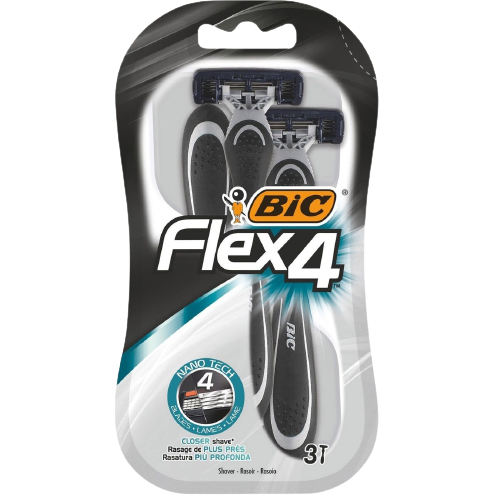 BIC ®
Flex4 ™
BIC
NANO TECH
4
BLADES • LAMES • LAME
CLOSER shave*
Rasage de PLUS PRÈS
Rasatura PIÙ PROFONDA
3
Shaver - Rasoir - Rasoio